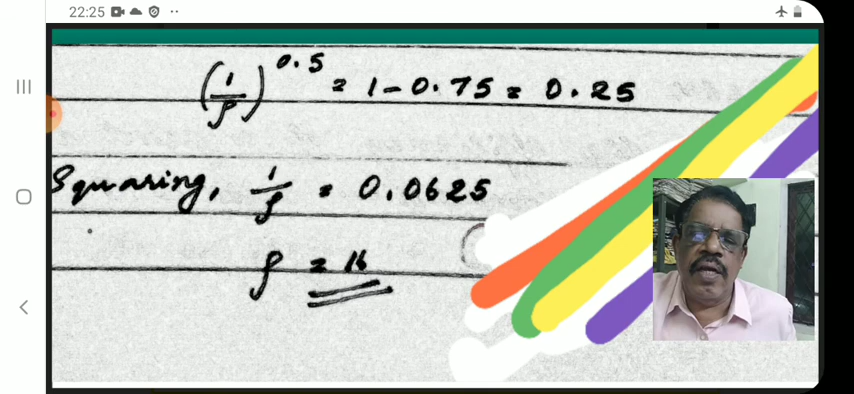 22:25
(1/ρ)^0.5 = 1 - 0.75 = 0.25
Squaring, 1/ρ = 0.0625
ρ = 16